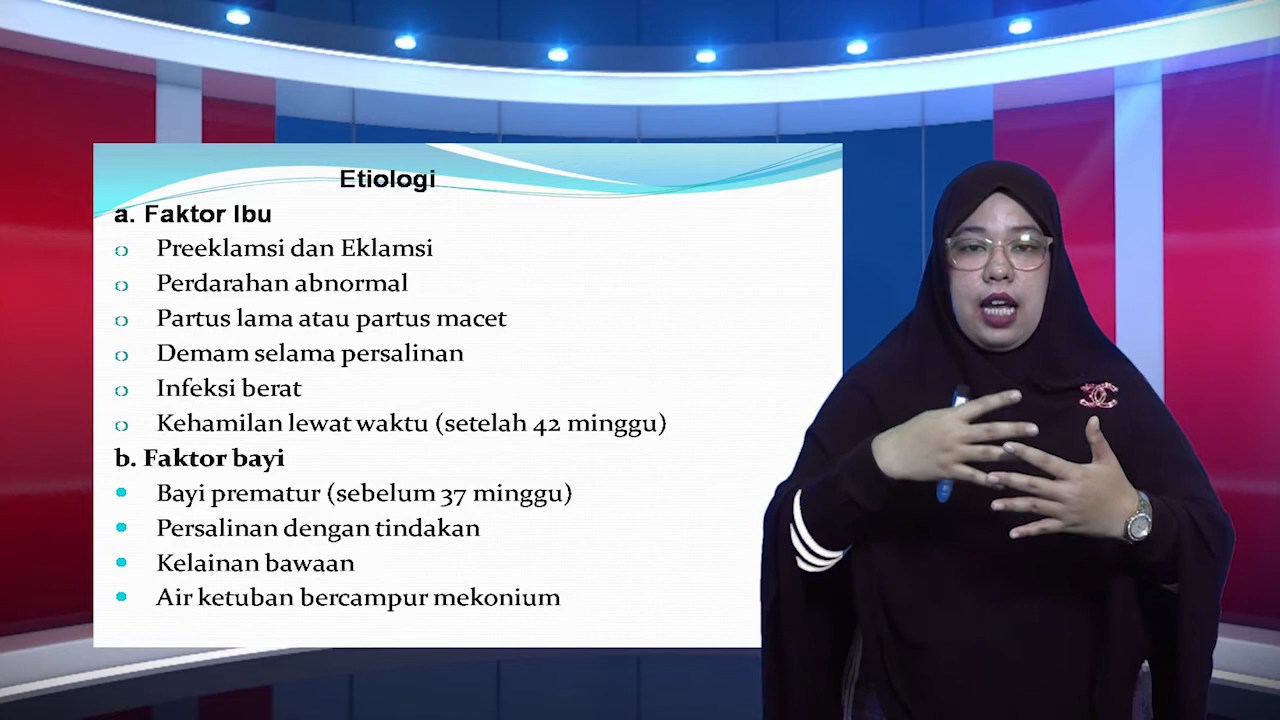 Etiologi
a. Faktor Ibu
o Preeklamsi dan Eklamsi
o Perdarahan abnormal
o Partus lama atau partus macet
o Demam selama persalinan
o Infeksi berat
o Kehamilan lewat waktu (setelah 42 minggu)
b. Faktor bayi
• Bayi prematur (sebelum 37 minggu)
• Persalinan dengan tindakan
• Kelainan bawaan
• Air ketuban bercampur mekonium